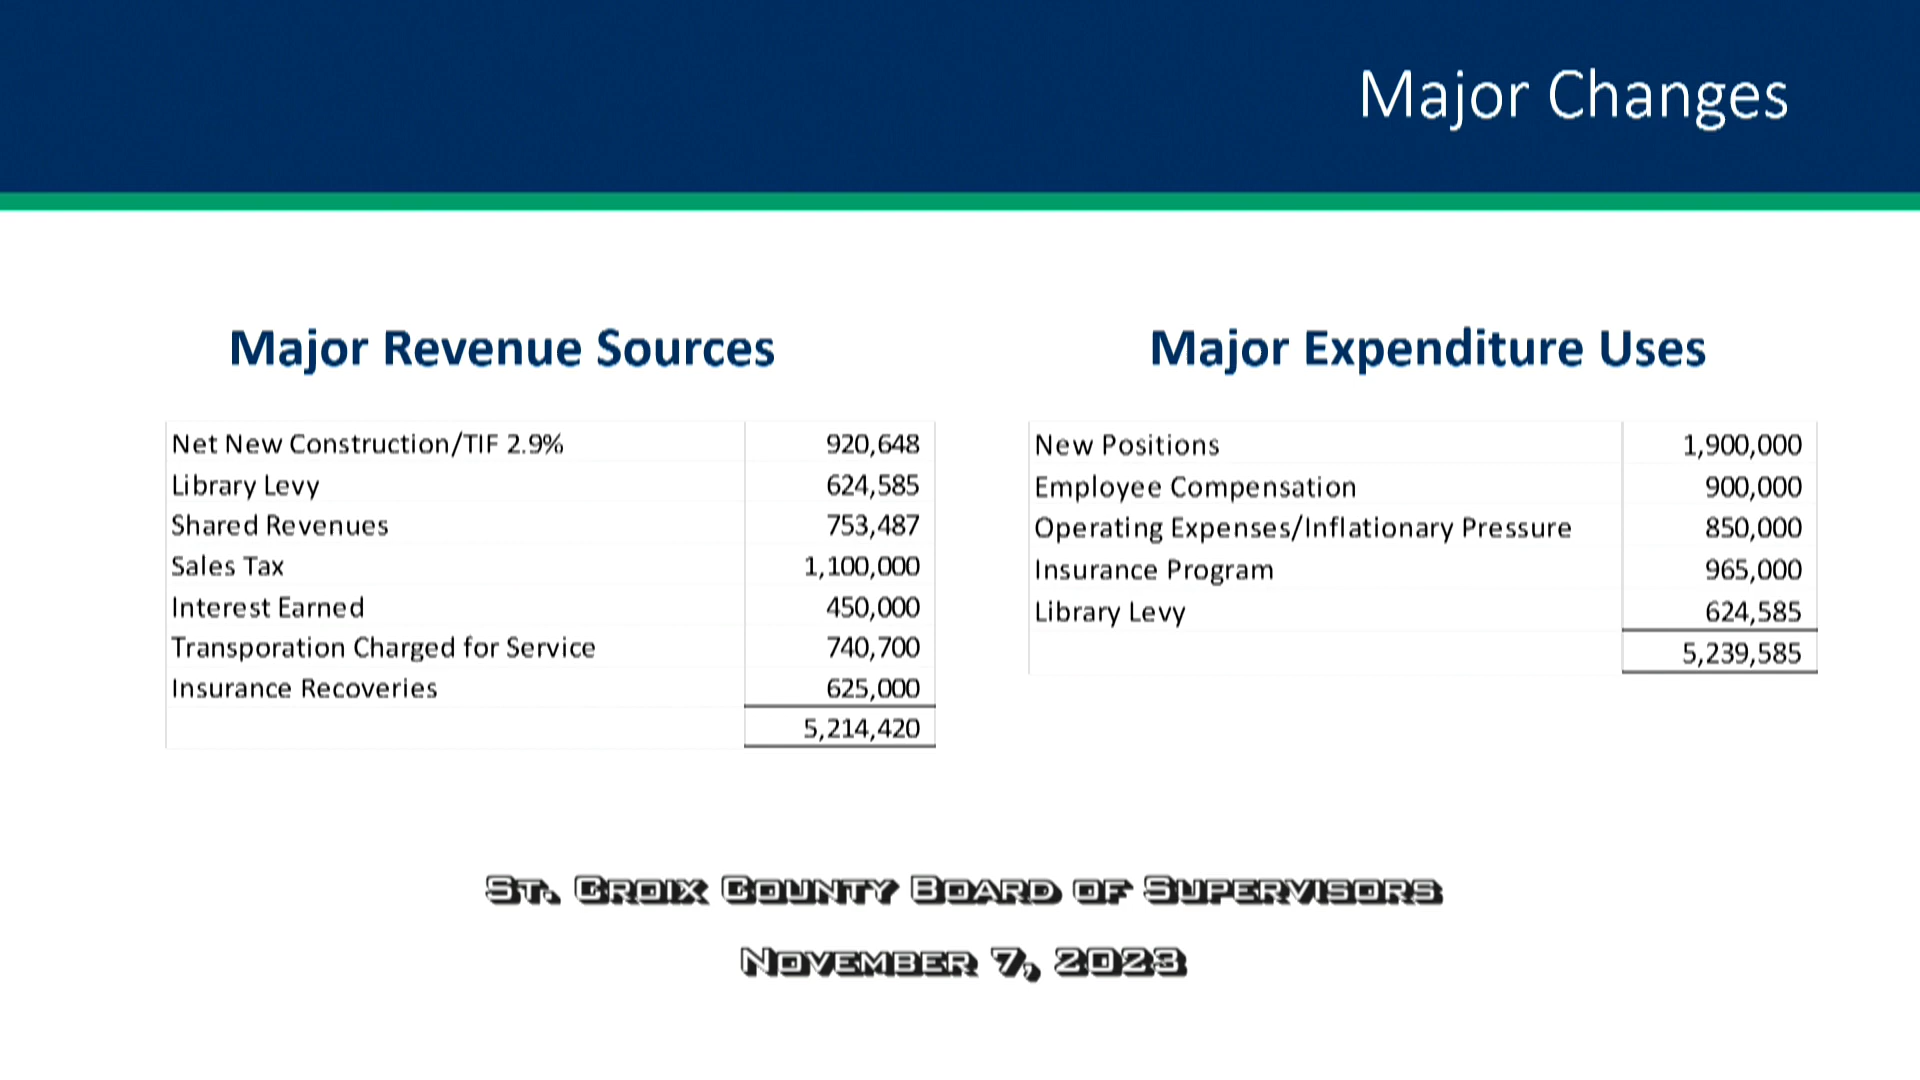 Major Changes
Major Revenue Sources
Net New Construction/TIF 2.9% 920,648
Library Levy 624,585
Shared Revenues 753,487
Sales Tax 1,100,000
Interest Earned 450,000
Transporation Charged for Service 740,700
Insurance Recoveries 625,000
5,214,420
Major Expenditure Uses
New Positions 1,900,000
Employee Compensation 900,000
Operating Expenses/Inflationary Pressure 850,000
Insurance Program 965,000
Library Levy 624,585
5,239,585
St. Croix County Board of Supervisors
November 7, 2023